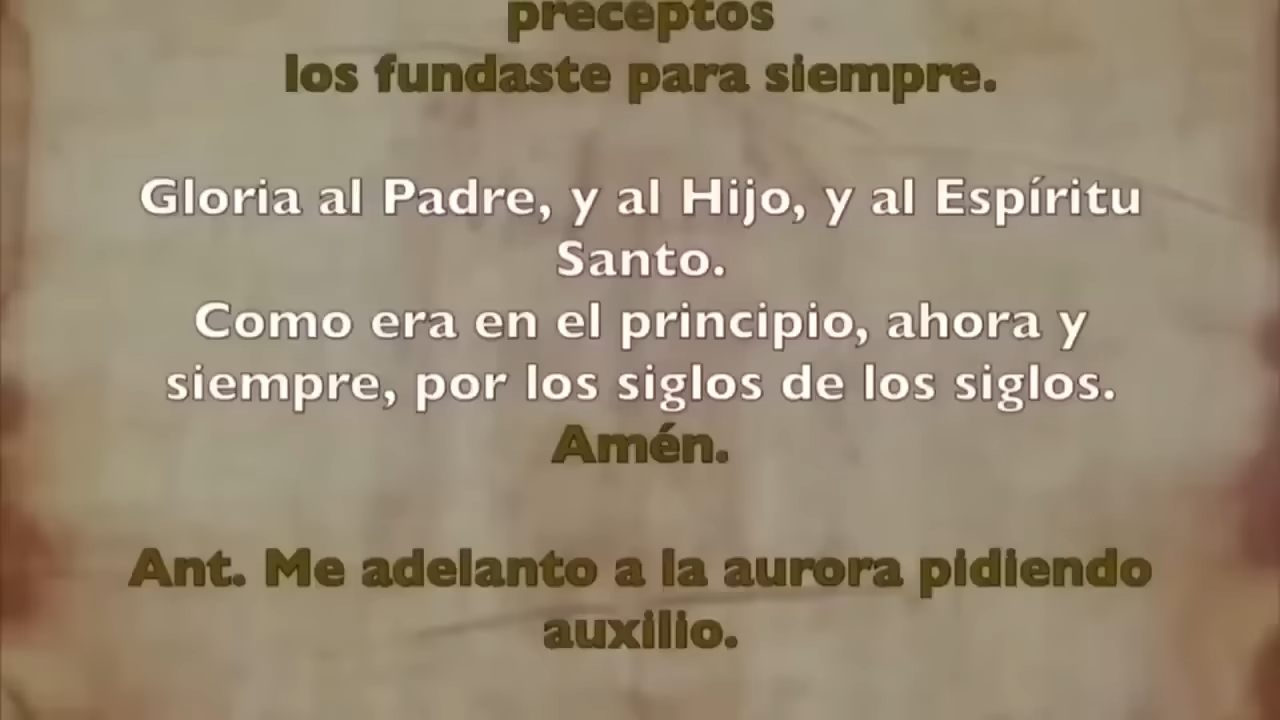 preceptos
los fundaste para siempre.
Gloria al Padre, y al Hijo, y al Espíritu
Santo.
Como era en el principio, ahora y
siempre, por los siglos de los siglos.
Amén.
Ant. Me adelanto a la aurora pidiendo
auxilio.